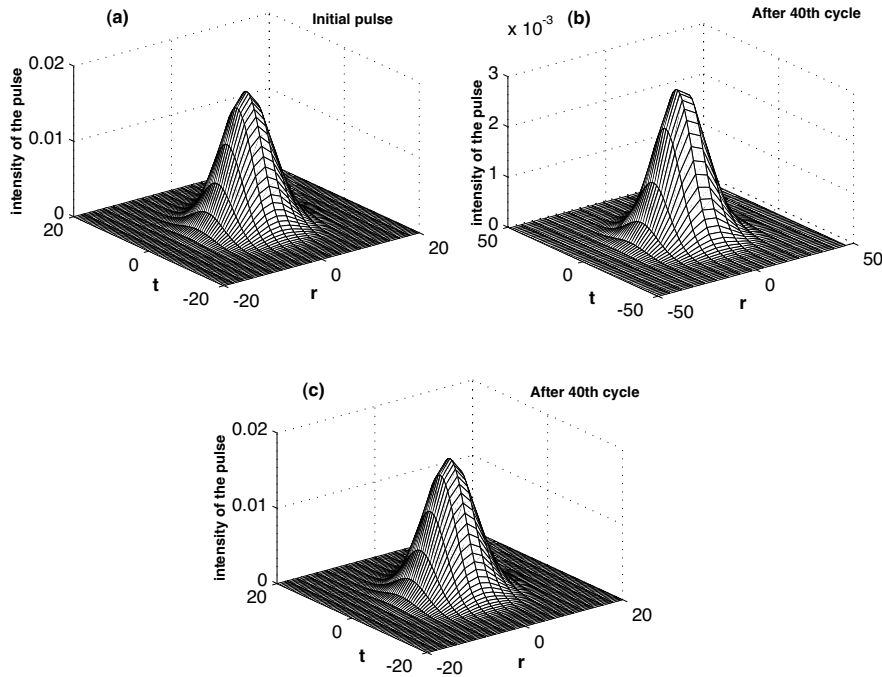 (a)
Initial pulse
intensity of the pulse
0.02
0.01
0
20
0
-20
t
-20
0
20
r
(b)
After 40th cycle
x 10^-3
intensity of the pulse
3
2
1
0
50
0
-50
t
-50
0
50
r
(c)
After 40th cycle
intensity of the pulse
0.02
0.01
0
20
0
-20
t
-20
0
20
r